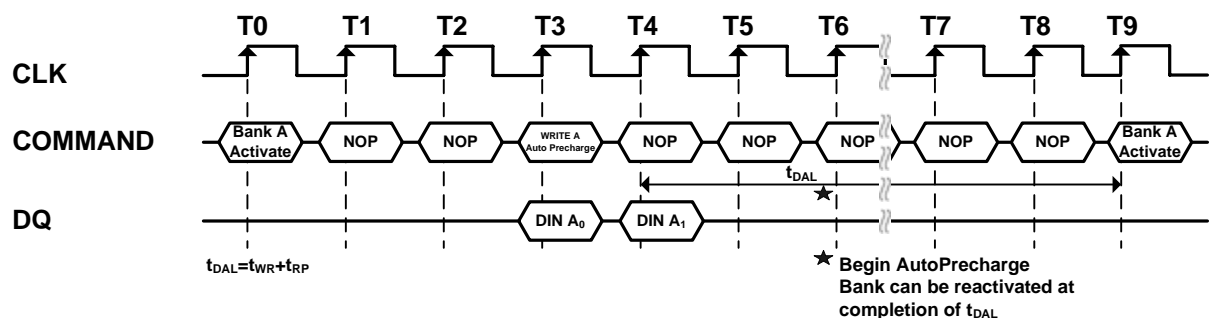 T0 T1 T2 T3 T4 T5 T6 T7 T8 T9
CLK
COMMAND
Bank A
Activate
NOP
NOP
WRITE A
Auto Precharge
NOP
NOP
NOP
NOP
NOP
Bank A
Activate
tDAL
DQ
DIN A0
DIN A1
tDAL=tWR+tRP
Begin AutoPrecharge
Bank can be reactivated at
completion of tDAL